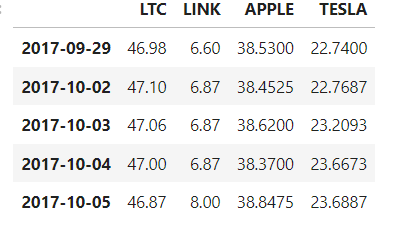 LTC LINK APPLE TESLA
2017-09-29 46.98 6.60 38.5300 22.7400
2017-10-02 47.10 6.87 38.4525 22.7687
2017-10-03 47.06 6.87 38.6200 23.2093
2017-10-04 47.00 6.87 38.3700 23.6673
2017-10-05 46.87 8.00 38.8475 23.6887